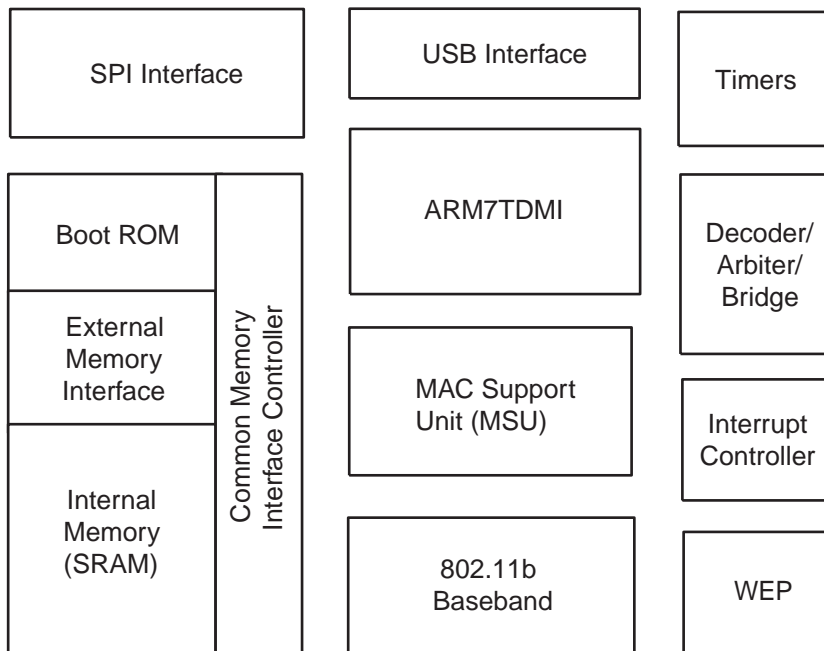 SPI Interface
USB Interface
Timers
Boot ROM
External
Memory
Interface
Internal
Memory
(SRAM)
Common Memory
Interface Controller
ARM7TDMI
MAC Support
Unit (MSU)
802.11b
Baseband
Decoder/
Arbiter/
Bridge
Interrupt
Controller
WEP